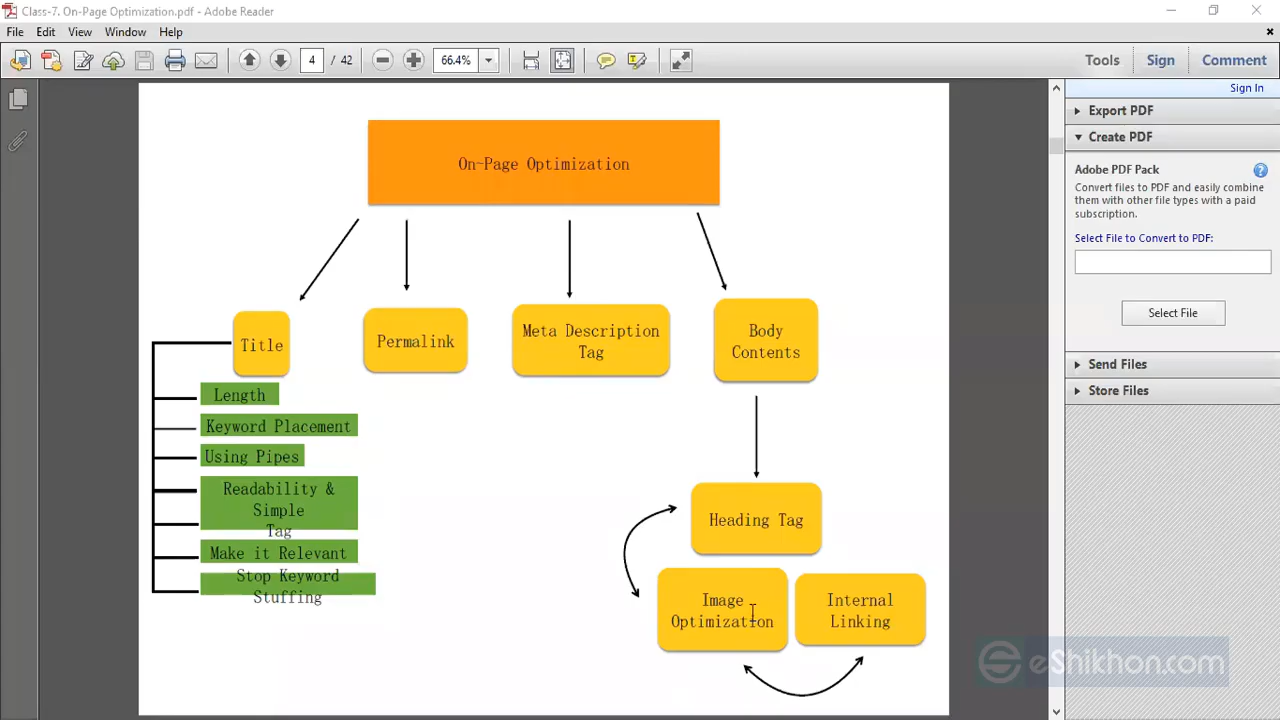 Class-7. On-Page Optimization.pdf - Adobe Reader
File Edit View Window Help
4 / 42 66.4% Tools Sign Comment
Sign In
Export PDF
Create PDF
Adobe PDF Pack
Convert files to PDF and easily combine
them with other file types with a paid
subscription.
Select File to Convert to PDF:
Select File
Send Files
Store Files
On-Page Optimization
Title
Permalink
Meta Description
Tag
Body
Contents
Length
Keyword Placement
Using Pipes
Readability &
Simple
Tag
Make it Relevant
Stop Keyword
Stuffing
Heading Tag
Image
Optimization
Internal
Linking
eShikhon.com